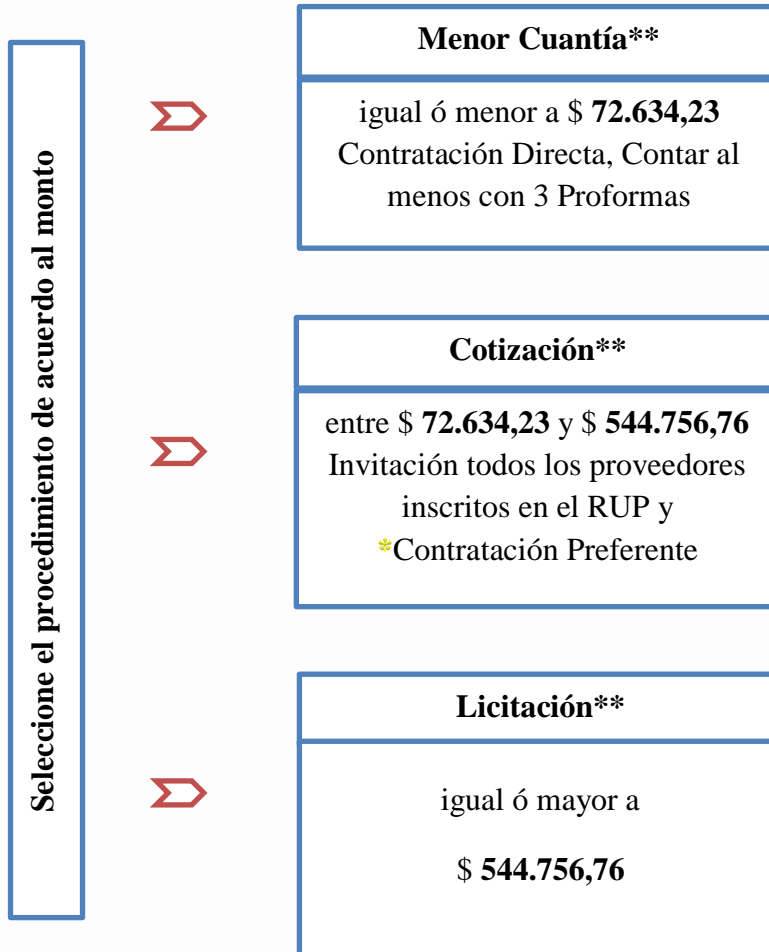 Seleccione el procedimiento de acuerdo al monto
Menor Cuantía**
igual ó menor a $ 72.634,23
Contratación Directa, Contar al
menos con 3 Proformas
Cotización**
entre $ 72.634,23 y $ 544.756,76
Invitación todos los proveedores
inscritos en el RUP y
*Contratación Preferente
Licitación**
igual ó mayor a
$ 544.756,76